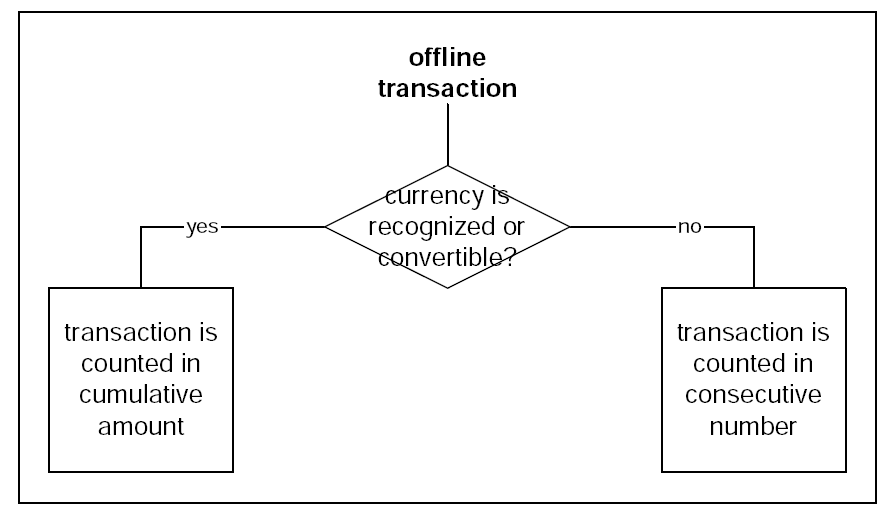 offline
transaction
currency is
recognized or
convertible?
yes
no
transaction is
counted in
cumulative
amount
transaction is
counted in
consecutive
number